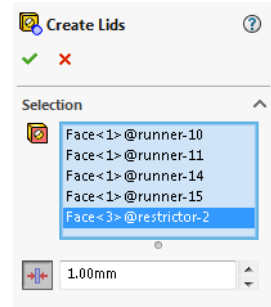 Create Lids
?
Selection
Face<1>@runner-10
Face<1>@runner-11
Face<1>@runner-14
Face<1>@runner-15
Face<3>@restrictor-2
1.00mm